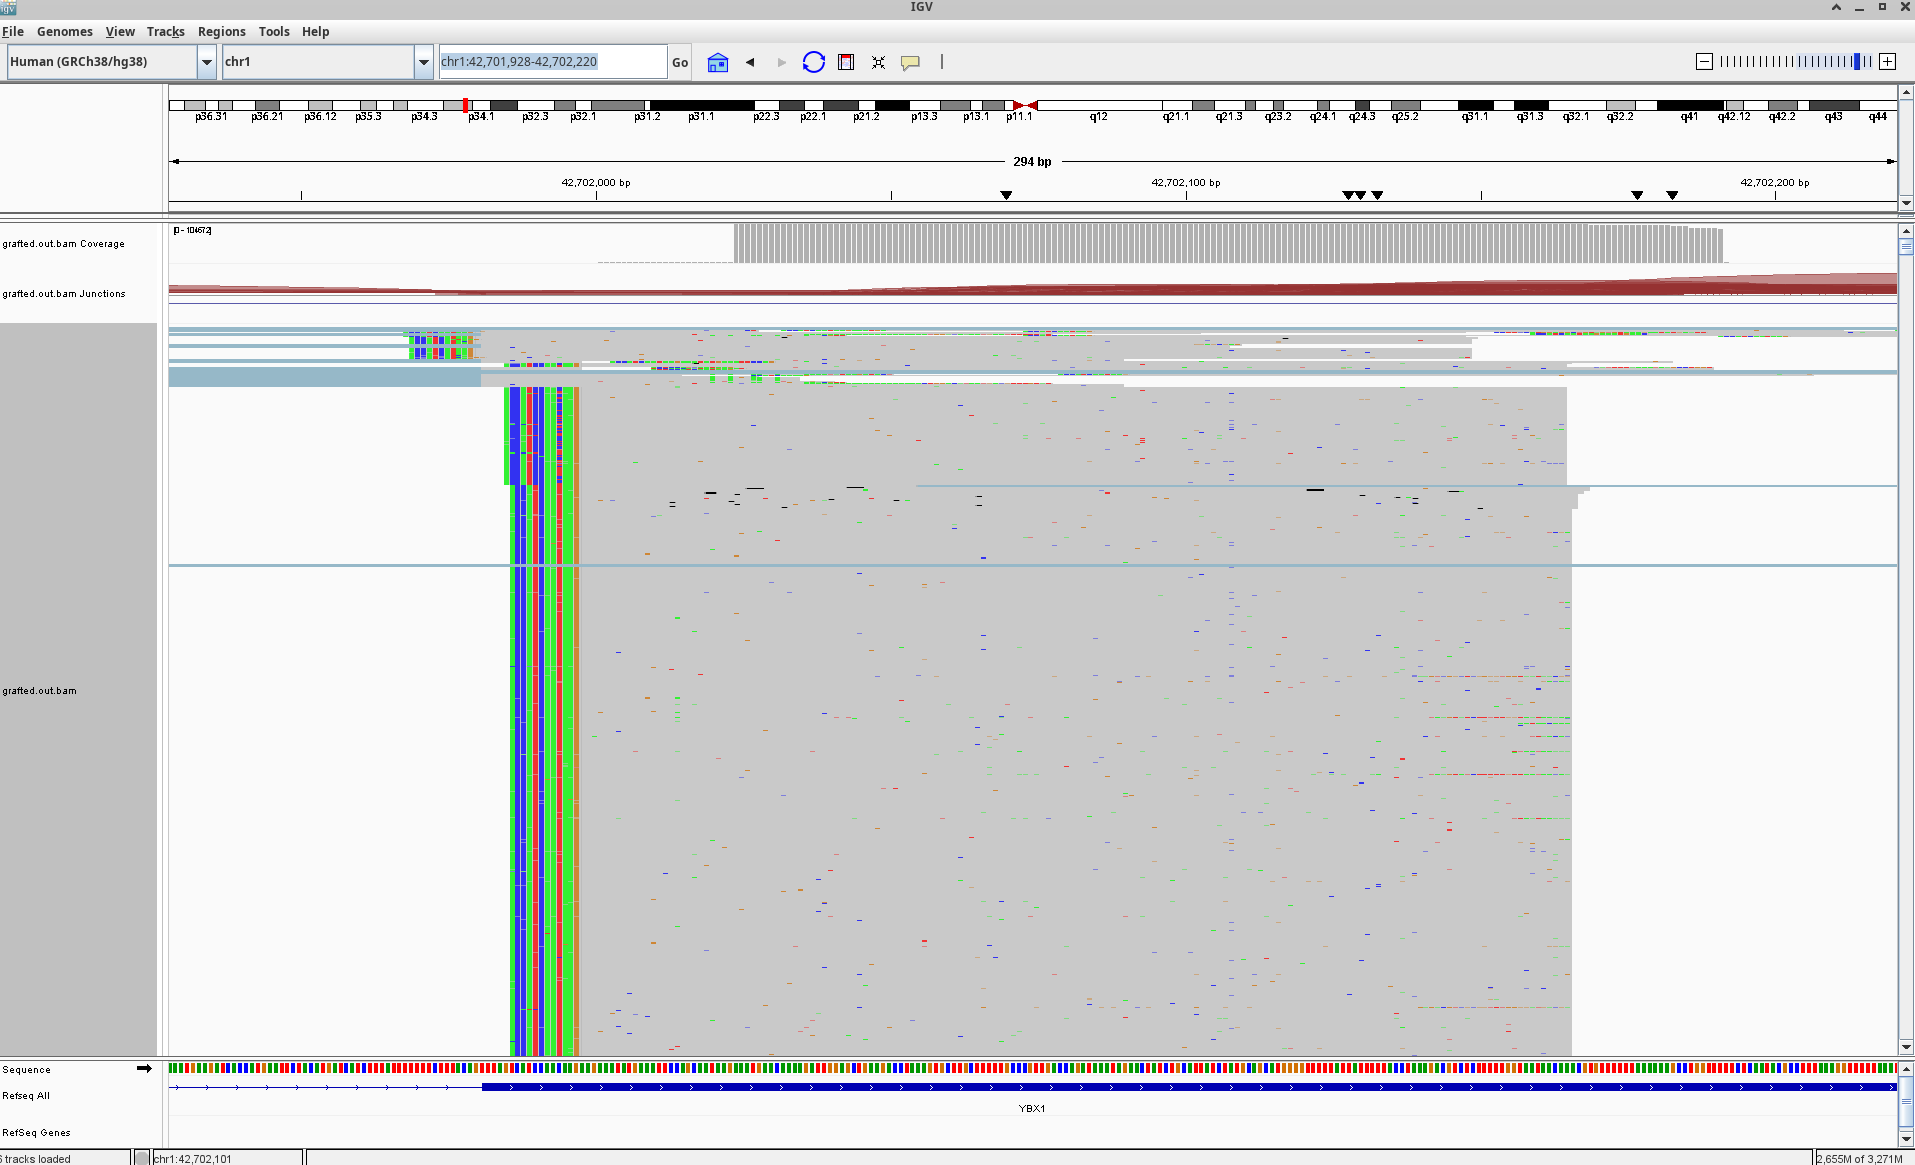 IGV
File Genomes View Tracks Regions Tools Help
Human (GRCh38/hg38) chr1 chr1:42,701,928-42,702,220 Go
p36.31 p36.21 p36.12 p35.3 p34.3 p34.1 p32.3 p32.1 p31.2 p31.1 p22.3 p22.1 p21.2 p13.3 p13.1 p11.1 q12 q21.1 q21.3 q23.2 q24.1 q24.3 q25.2 q31.1 q31.3 q32.1 q32.2 q41 q42.12 q42.2 q43 q44
294 bp
42,702,000 bp 42,702,100 bp 42,702,200 bp
[0 - 104672]
grafted.out.bam Coverage
grafted.out.bam Junctions
grafted.out.bam
Sequence
Refseq All
YBX1
RefSeq Genes
tracks loaded chr1:42,702,101 2,655M of 3,271M